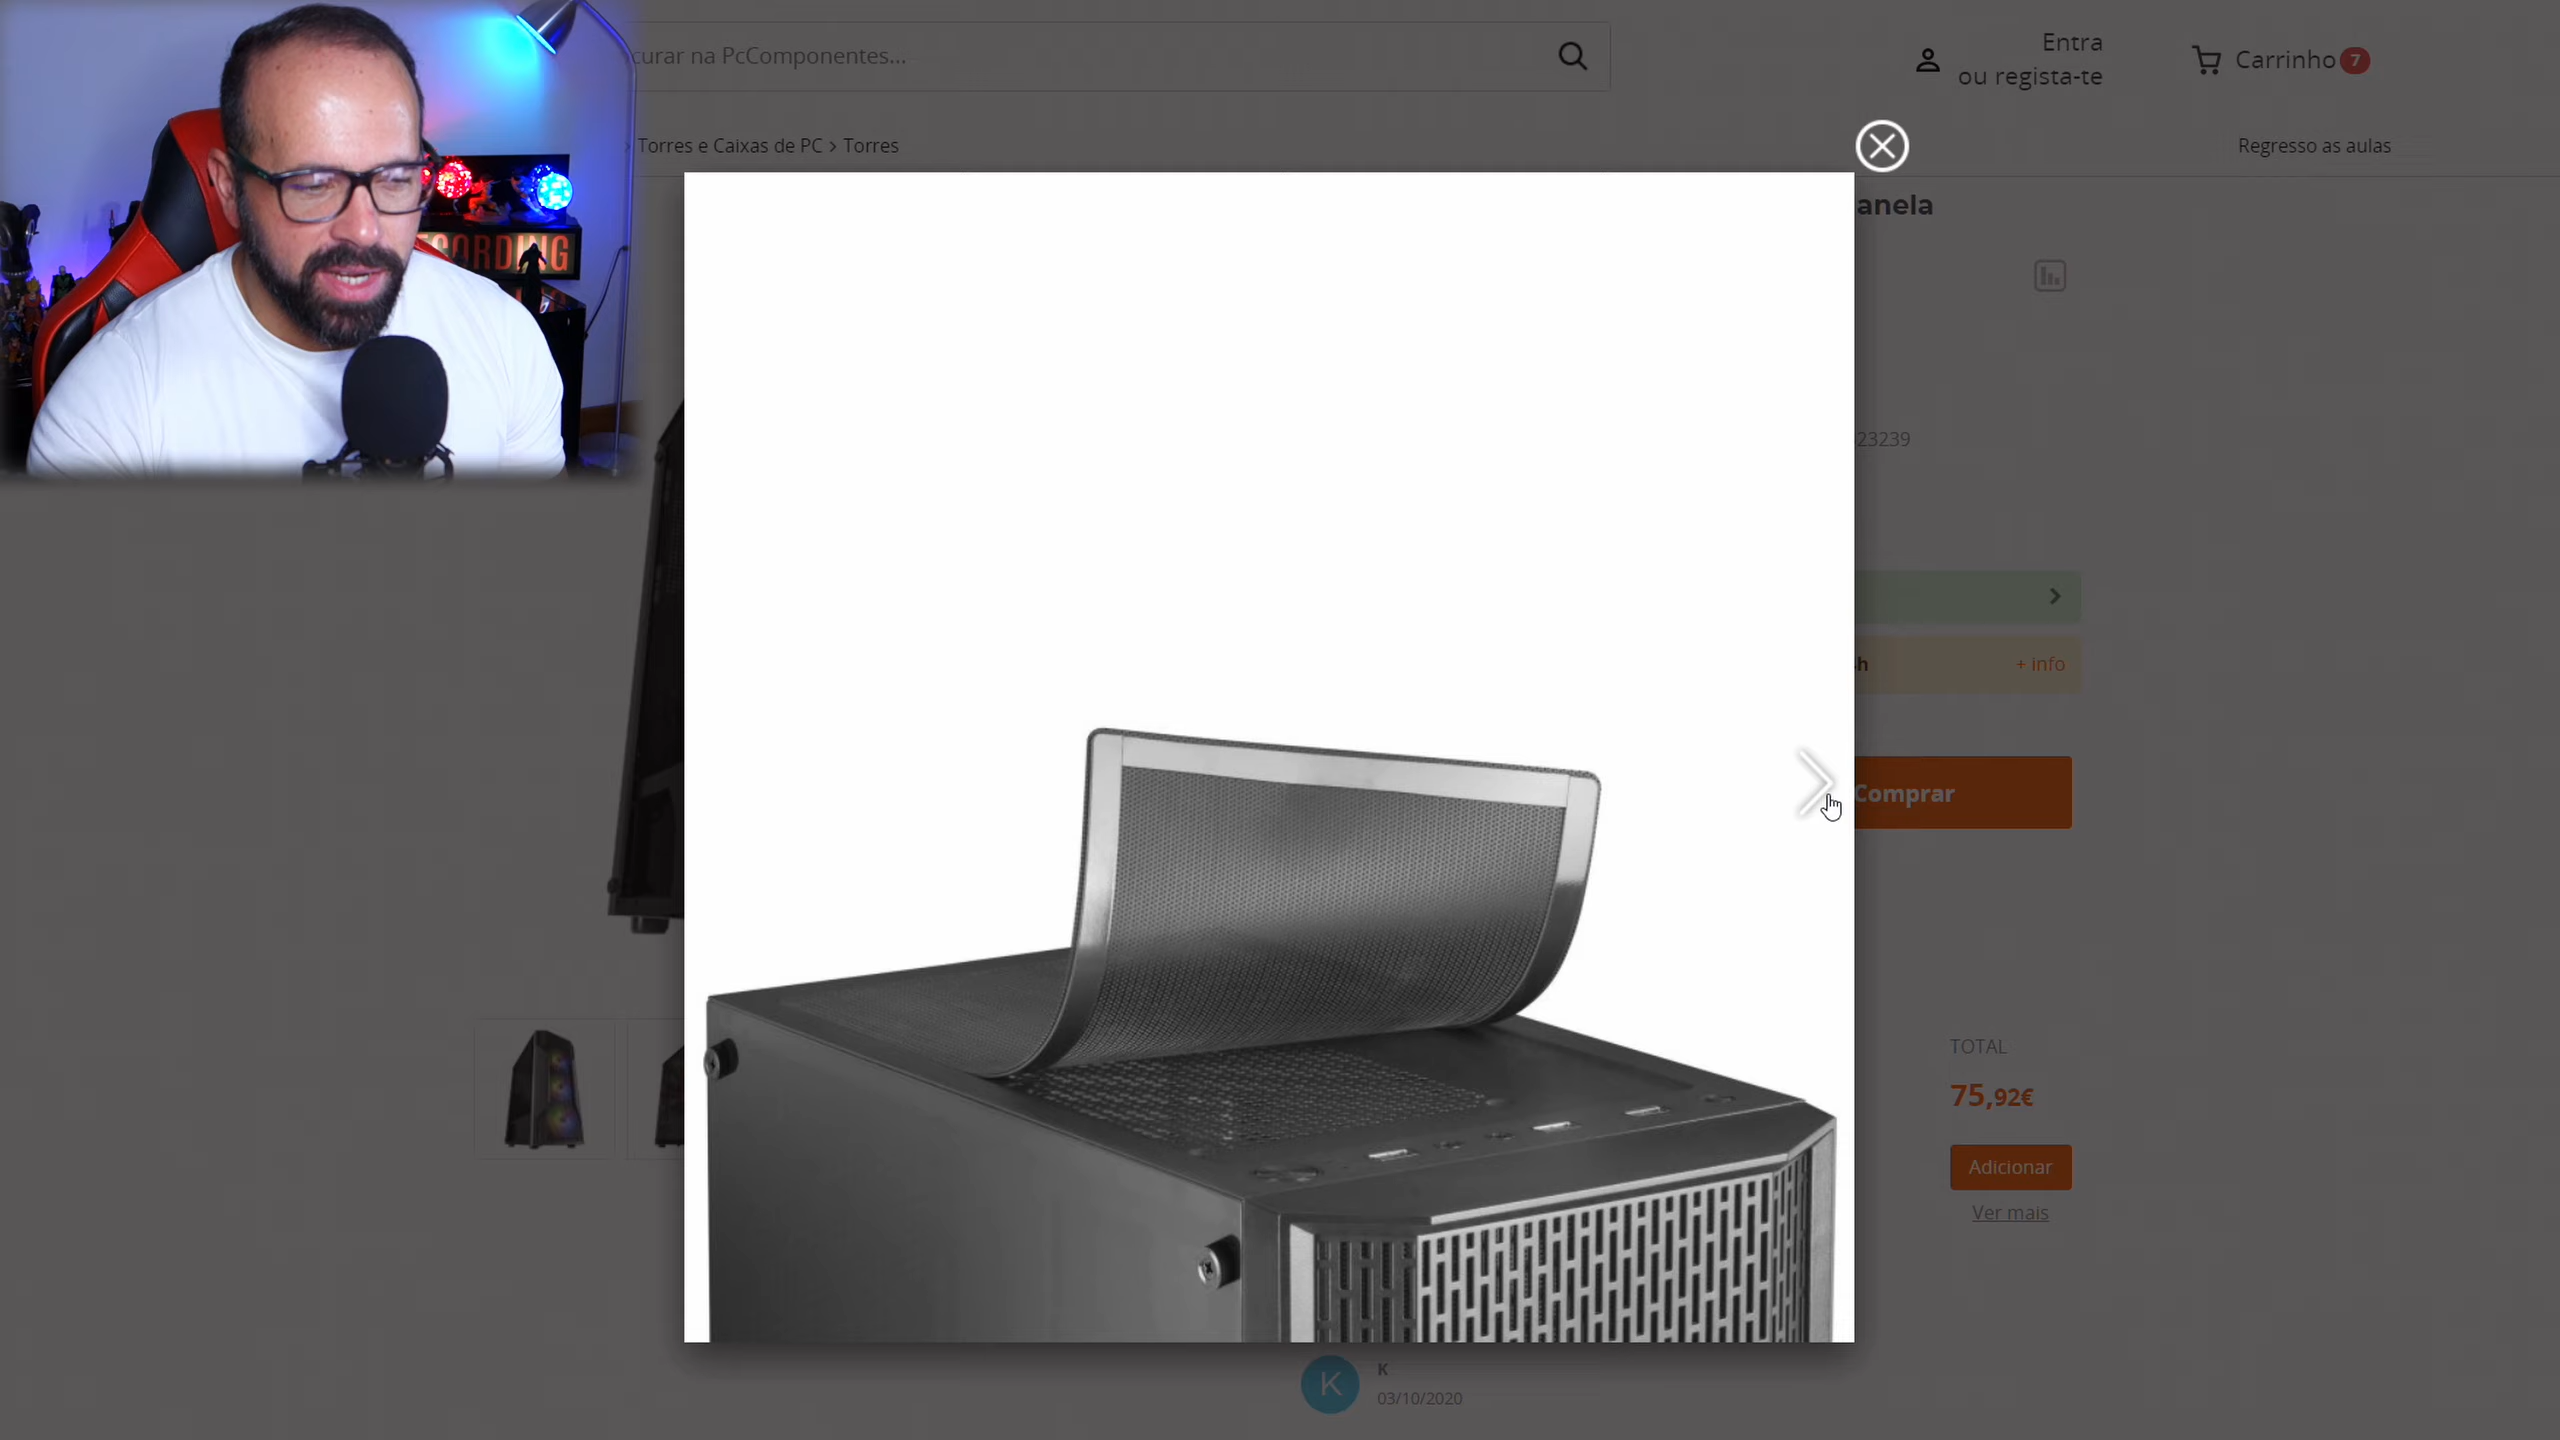 curar na PcComponentes...
Entra
ou regista-te
Carrinho 7
Torres e Caixas de PC > Torres
Regresso as aulas
anela
23239
+ info
Comprar
TOTAL
75,92€
Adicionar
Ver mais
K
K
03/10/2020